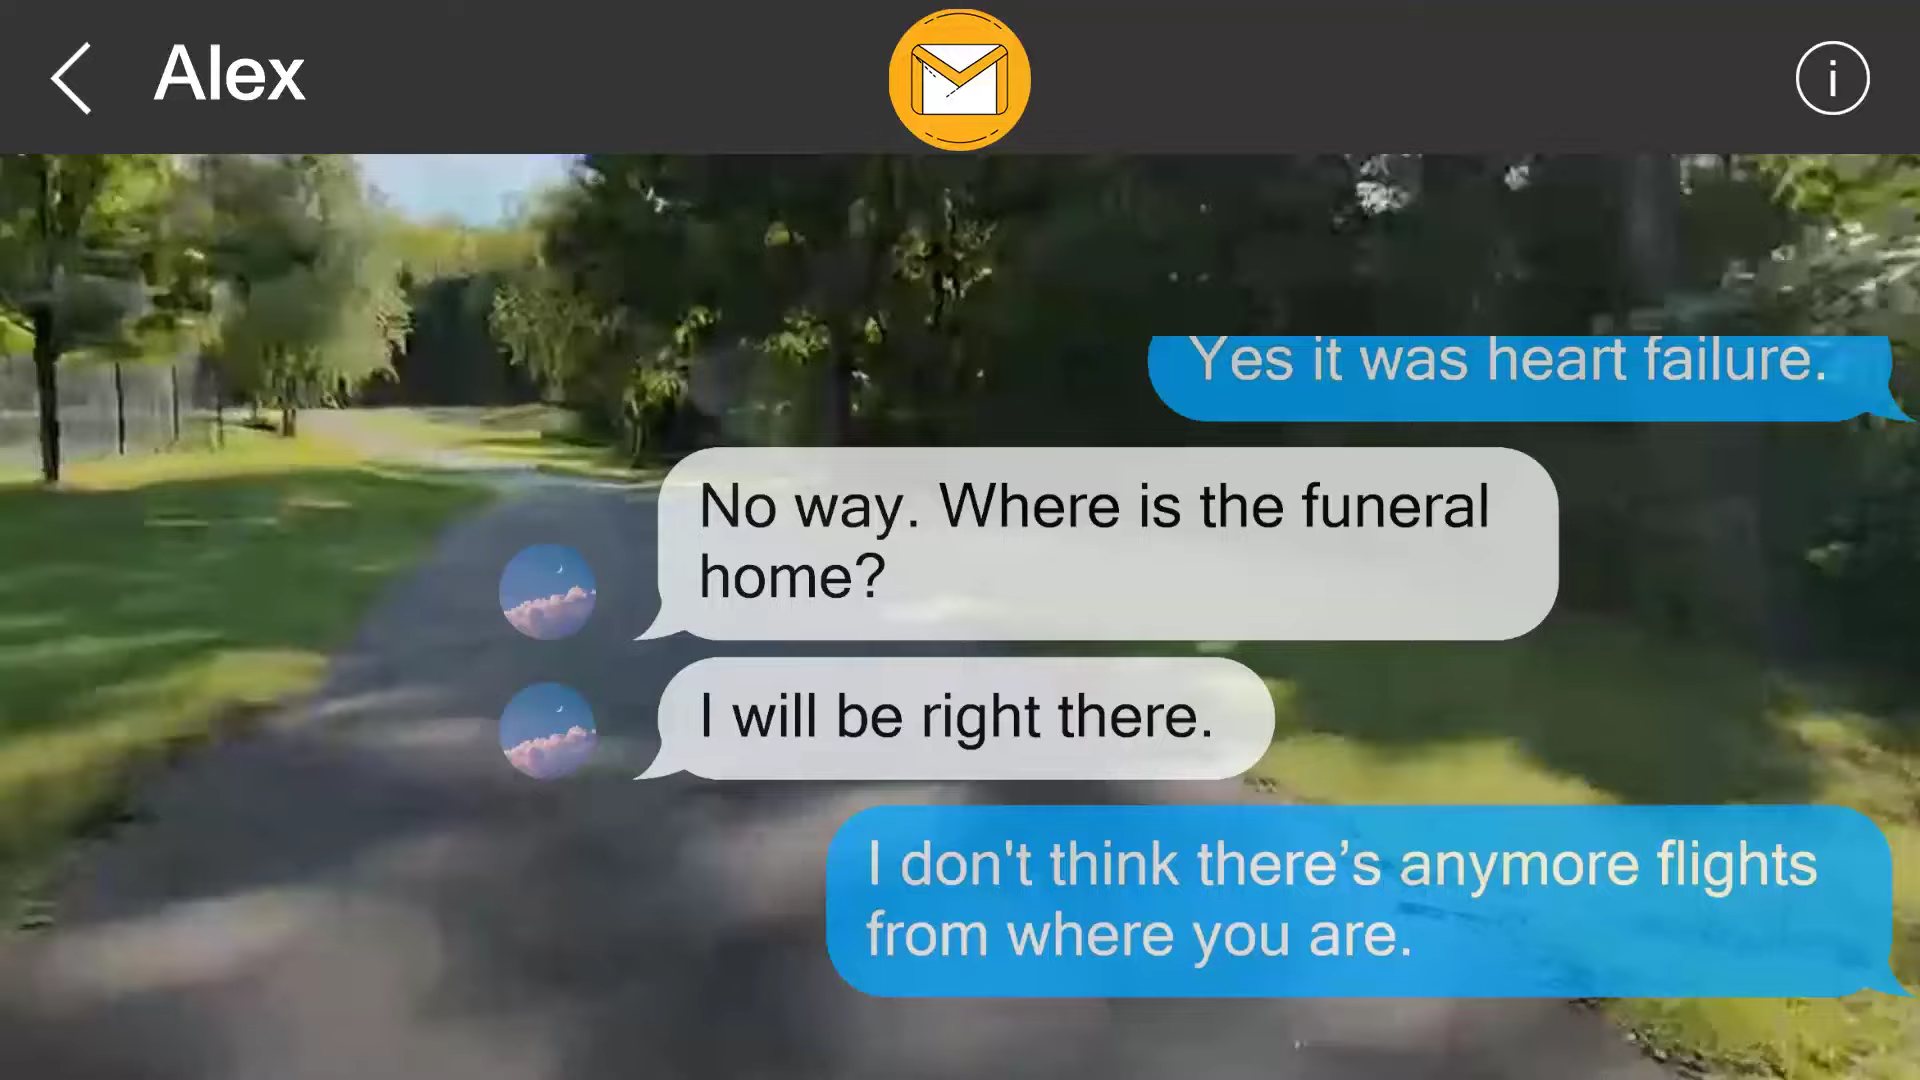 Alex
i
Yes it was heart failure.
No way. Where is the funeral
home?
I will be right there.
I don't think there’s anymore flights
from where you are.